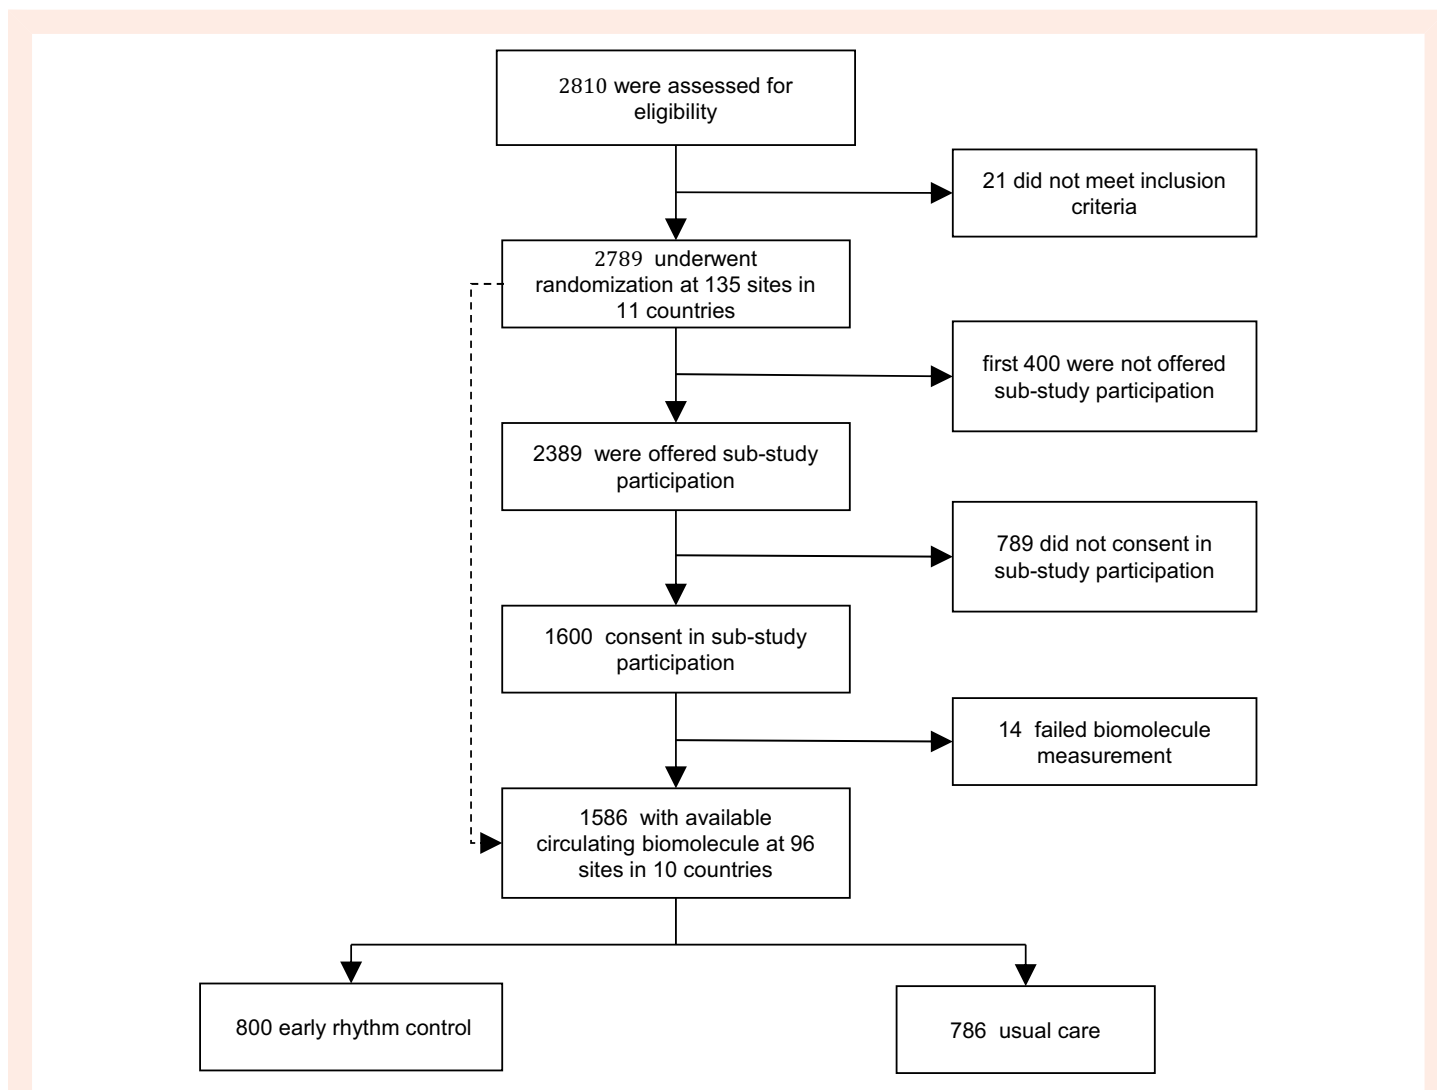 2810 were assessed for
eligibility
21 did not meet inclusion
criteria
2789 underwent
randomization at 135 sites in
11 countries
first 400 were not offered
sub-study participation
2389 were offered sub-study
participation
789 did not consent in
sub-study participation
1600 consent in sub-study
participation
14 failed biomolecule
measurement
1586 with available
circulating biomolecule at 96
sites in 10 countries
800 early rhythm control
786 usual care